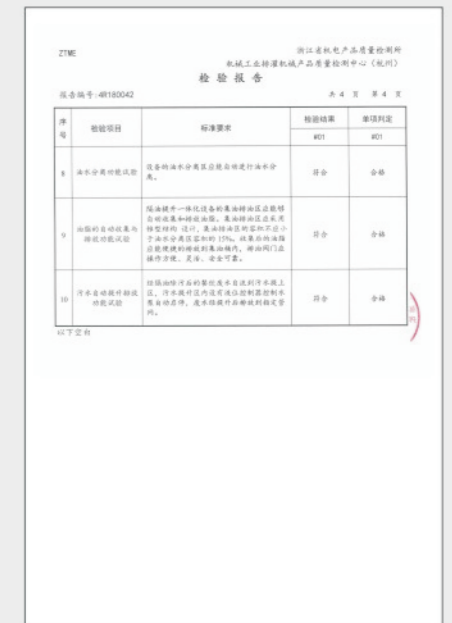 ZTME
浙江省机电产品质量检测所
机械工业排灌机械产品质量检测中心（杭州）
检验报告
报告编号：4R180042
共 4 页 第 4 页
序号
检验项目
标准要求
检验结果
单项判定
#01
#01
8
油水分离功能试验
设备的油水分离区应能自动进行油水分
离。
符合
合格
9
油脂的自动收集与
排放功能试验
隔油提升一体化设备的集油排油区应能够
自动收集和排放油脂。集油排油区应采用
锥型结构 设计，集油排油区的容积不应小
于油水分离区容积的 15%。收集后的油脂
应能便捷的排放到集油桶内，排油阀门应
操作方便、灵活、安全可靠。
符合
合格
10
污水自动提升排放
功能试验
经隔油除污后的餐饮废水自流到污水提升
区，污水提升区内设有液位控制器控制水
泵自动启停，废水经提升后排放到指定管
网。
符合
合格
以下空白